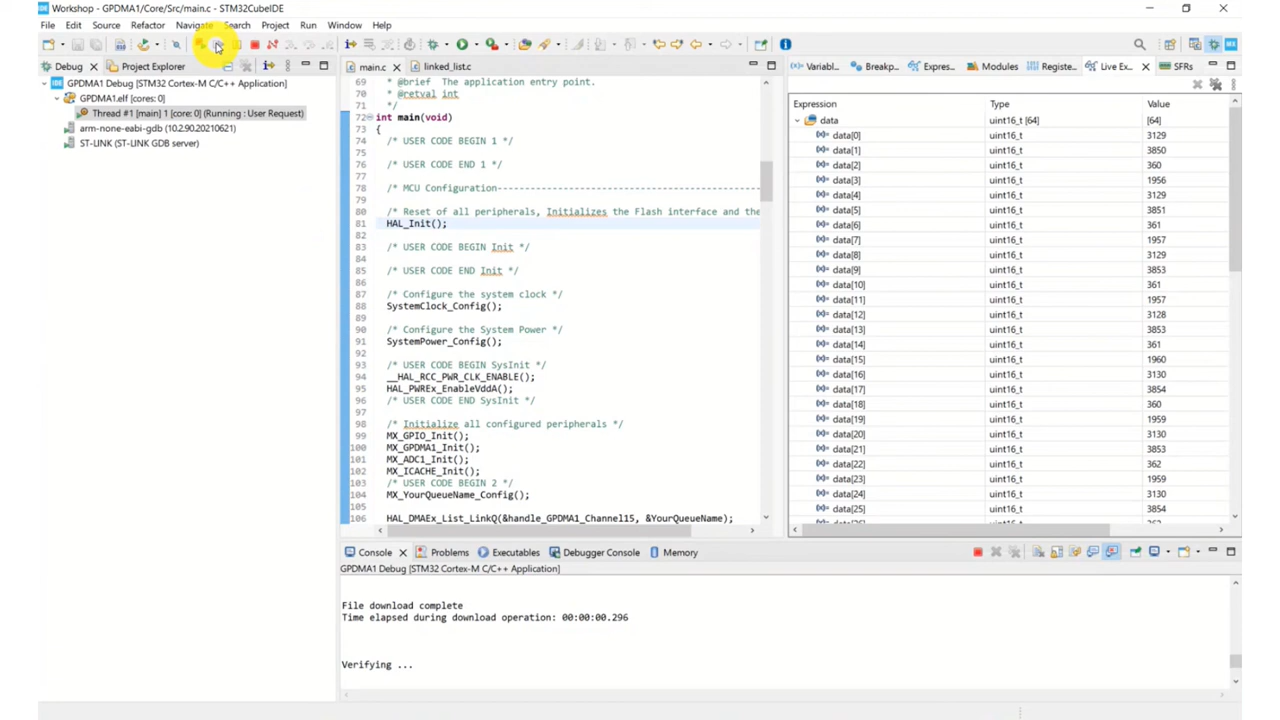 Workshop - GPDMA1/Core/Src/main.c - STM32CubeIDE
File Edit Source Refactor Navigate Search Project Run Window Help
Debug Project Explorer
GPDMA1 Debug [STM32 Cortex-M C/C++ Application]
GPDMA1.elf [cores: 0]
Thread #1 [main] 1 [core: 0] (Running : User Request)
arm-none-eabi-gdb (10.2.90.20210621)
ST-LINK (ST-LINK GDB server)
main.c linked_list.c
69 * @brief The application entry point.
70 * @retval int
71 */
72 int main(void)
73 {
74 /* USER CODE BEGIN 1 */
75
76 /* USER CODE END 1 */
77
78 /* MCU Configuration--------------------------------------------
79
80 /* Reset of all peripherals, Initializes the Flash interface and the
81 HAL_Init();
82
83 /* USER CODE BEGIN Init */
84
85 /* USER CODE END Init */
86
87 /* Configure the system clock */
88 SystemClock_Config();
89
90 /* Configure the System Power */
91 SystemPower_Config();
92
93 /* USER CODE BEGIN SysInit */
94 __HAL_RCC_PWR_CLK_ENABLE();
95 HAL_PWREx_EnableVddA();
96 /* USER CODE END SysInit */
97
98 /* Initialize all configured peripherals */
99 MX_GPIO_Init();
100 MX_GPDMA1_Init();
101 MX_ADC1_Init();
102 MX_ICACHE_Init();
103 /* USER CODE BEGIN 2 */
104 MX_YourQueueName_Config();
105
106 HAL_DMAEx_List_LinkQ(&handle_GPDMA1_Channel15, &YourQueueName);
Variabl... Breakp... Expres... Modules Registe... Live Ex... SFRs
Expression Type Value
data uint16_t [64] [64]
data[0] uint16_t 3129
data[1] uint16_t 3850
data[2] uint16_t 360
data[3] uint16_t 1956
data[4] uint16_t 3129
data[5] uint16_t 3851
data[6] uint16_t 361
data[7] uint16_t 1957
data[8] uint16_t 3129
data[9] uint16_t 3853
data[10] uint16_t 361
data[11] uint16_t 1957
data[12] uint16_t 3128
data[13] uint16_t 3853
data[14] uint16_t 361
data[15] uint16_t 1960
data[16] uint16_t 3130
data[17] uint16_t 3854
data[18] uint16_t 360
data[19] uint16_t 1959
data[20] uint16_t 3130
data[21] uint16_t 3853
data[22] uint16_t 362
data[23] uint16_t 1959
data[24] uint16_t 3130
data[25] uint16_t 3854
Console Problems Executables Debugger Console Memory
GPDMA1 Debug [STM32 Cortex-M C/C++ Application]
File download complete
Time elapsed during download operation: 00:00:00.296
Verifying ...